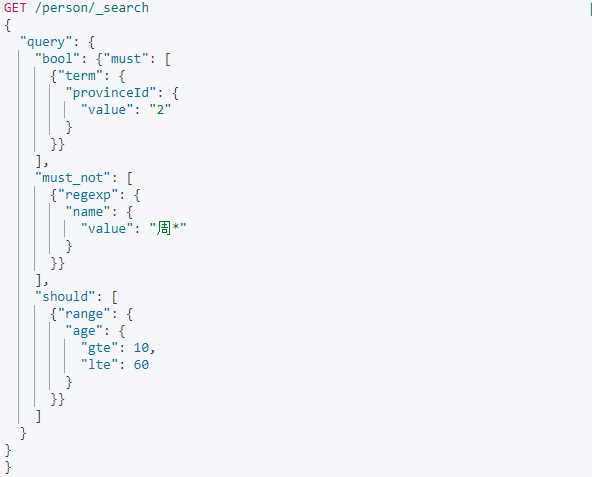 GET /person/_search
{
  "query": {
    "bool": {"must": [
      {"term": {
        "provinceId": {
          "value": "2"
        }
      }}
    ],
    "must_not": [
      {"regexp": {
        "name": {
          "value": "周*"
        }
      }}
    ],
    "should": [
      {"range": {
        "age": {
          "gte": 10,
          "lte": 60
        }
      }}
    ]
  }
}
}